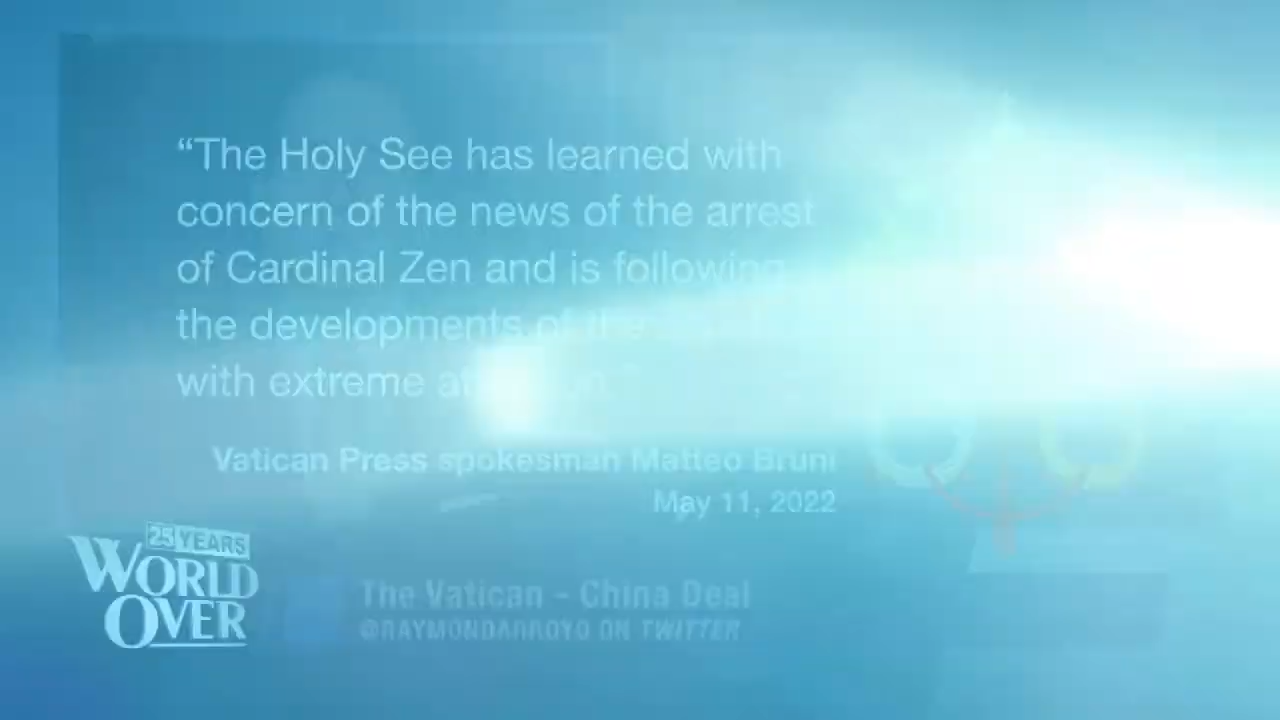 “The Holy See has learned with
concern of the news of the arrest
of Cardinal Zen and is following
the developments of the
with extreme
Vatican Press spokesman Matteo Bruni
May 11, 2022
25 YEARS
WORLD
OVER
The Vatican - China Deal
@RAYMONDARROYO ON TWITTER